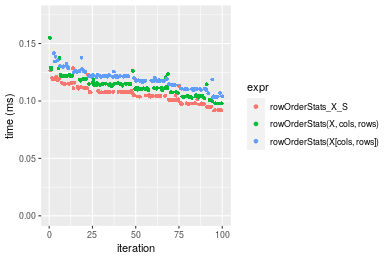 0.15
0.10
0.05
0.00
time (ms)
0
25
50
75
100
iteration
expr
rowOrderStats_X_S
rowOrderStats(X, cols, rows)
rowOrderStats(X[cols, rows])